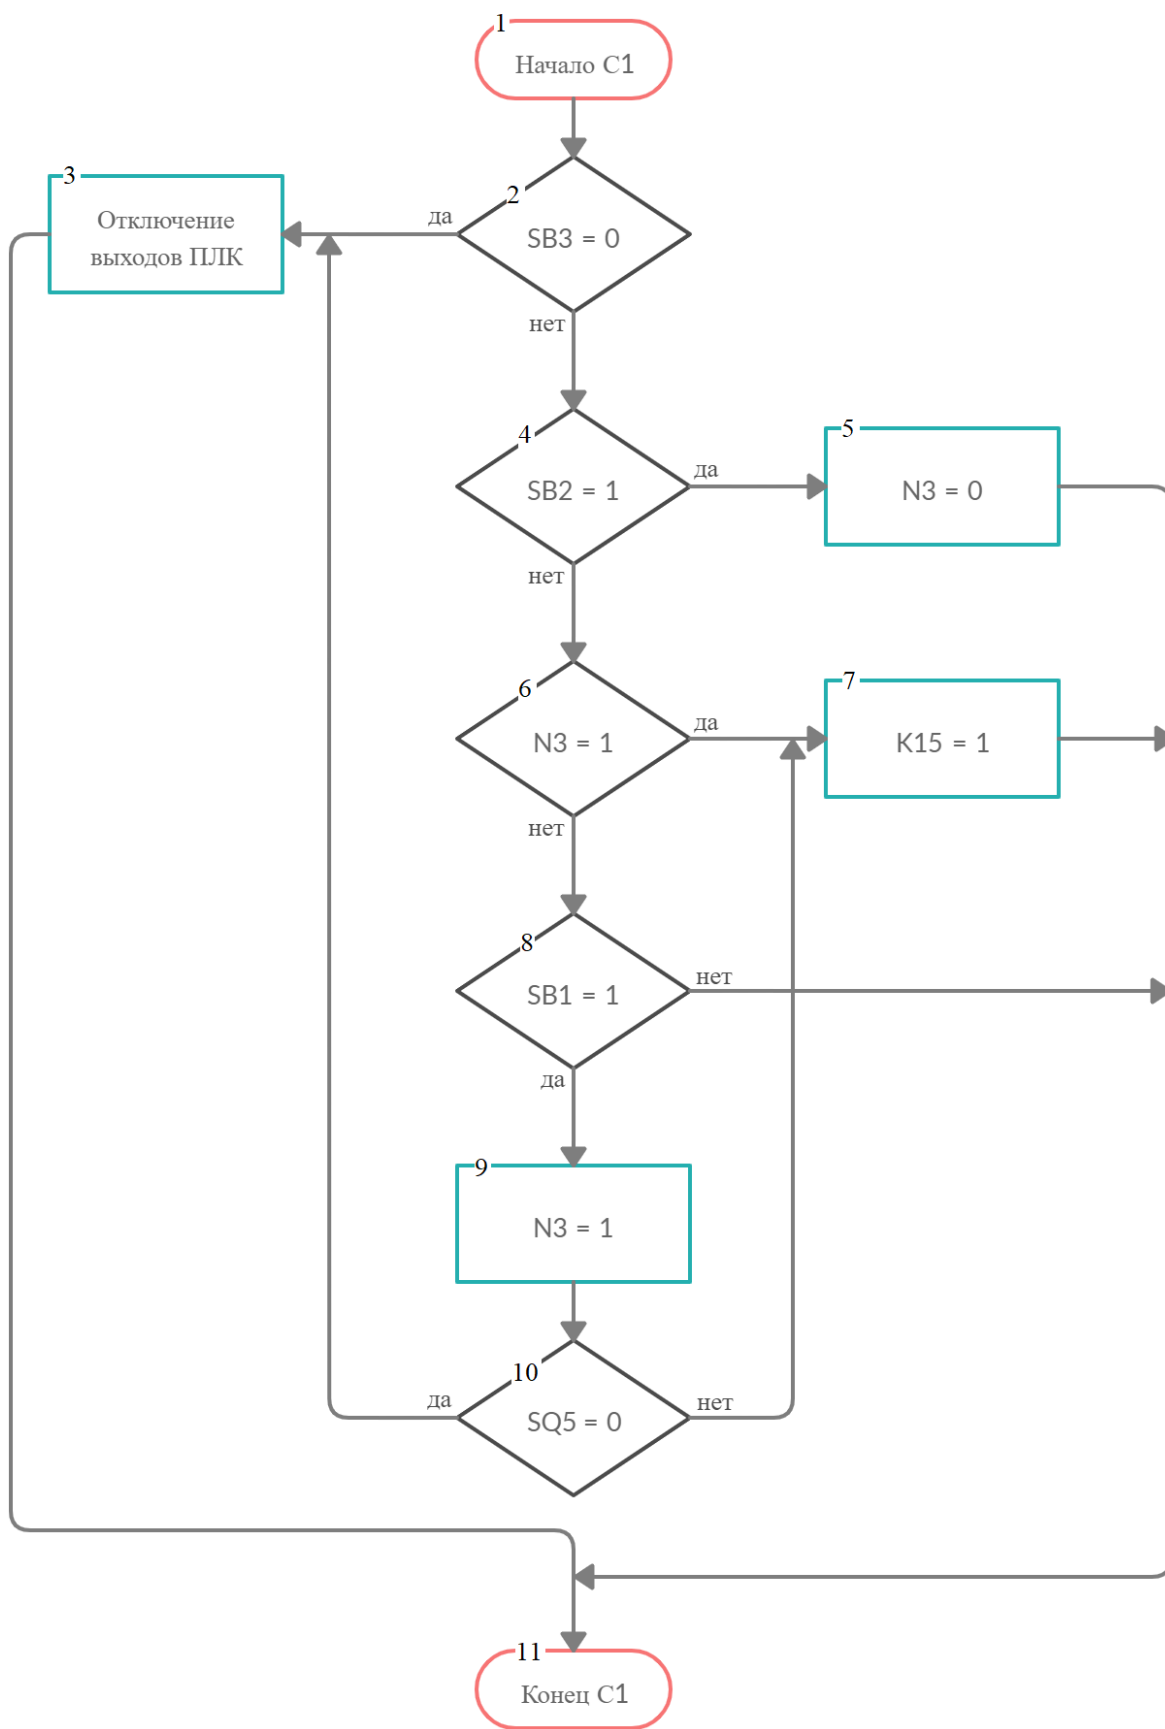 1
Начало С1
3
Отключение
выходов ПЛК
да
2
SB3 = 0
нет
4
SB2 = 1
да
5
N3 = 0
нет
6
N3 = 1
да
7
K15 = 1
нет
8
SB1 = 1
нет
да
9
N3 = 1
10
да
SQ5 = 0
нет
11
Конец С1